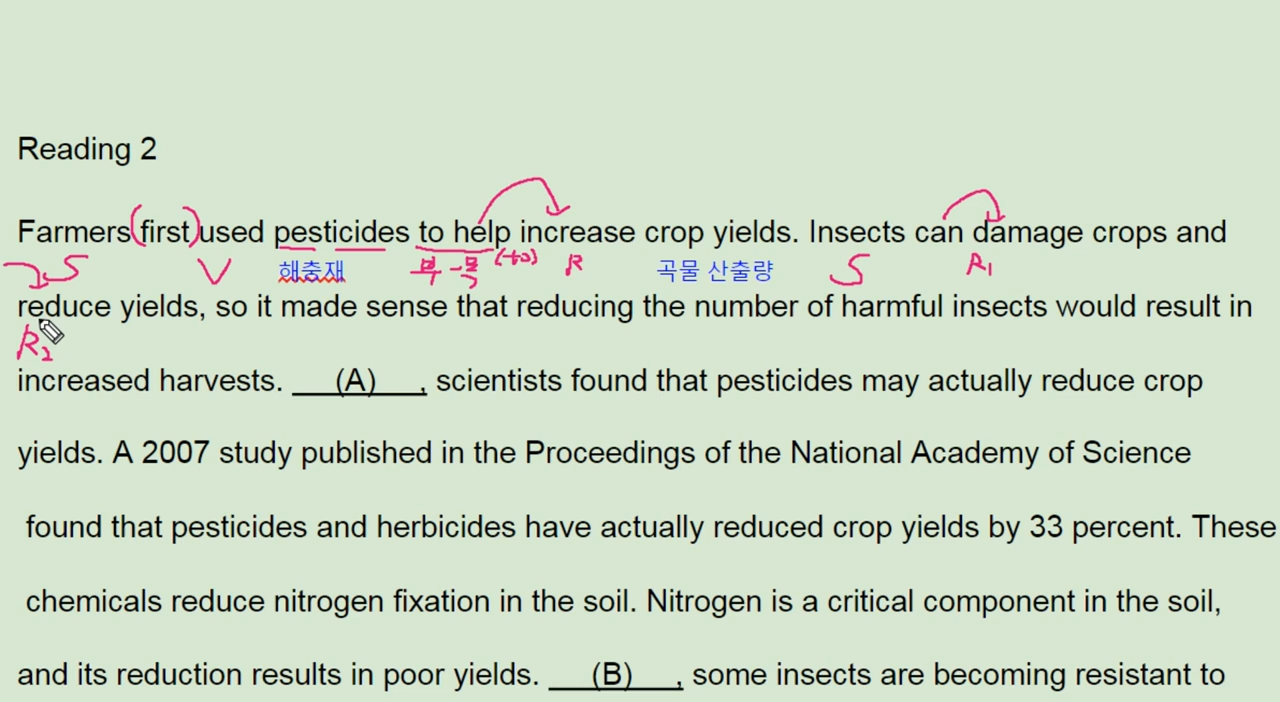 Reading 2
Farmers(first)used pesticides to help increase crop yields. Insects can damage crops and
S V 해충재 부-목 (to) R 곡물 산출량 S R1
reduce yields, so it made sense that reducing the number of harmful insects would result in
R2
increased harvests. (A) , scientists found that pesticides may actually reduce crop
yields. A 2007 study published in the Proceedings of the National Academy of Science
found that pesticides and herbicides have actually reduced crop yields by 33 percent. These
chemicals reduce nitrogen fixation in the soil. Nitrogen is a critical component in the soil,
and its reduction results in poor yields. (B) , some insects are becoming resistant to